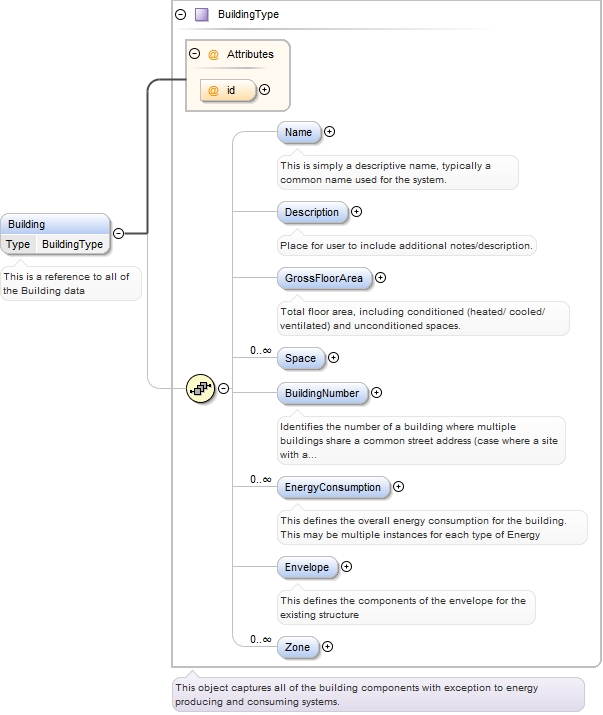 BuildingType
@ Attributes
@ id
Name
This is simply a descriptive name, typically a
common name used for the system.
Description
Place for user to include additional notes/description.
Building
Type BuildingType
This is a reference to all of
the Building data
GrossFloorArea
Total floor area, including conditioned (heated/ cooled/
ventilated) and unconditioned spaces.
0..∞
Space
BuildingNumber
Identifies the number of a building where multiple
buildings share a common street address (case where a site
with a...
0..∞
EnergyConsumption
This defines the overall energy consumption for the building.
This may be multiple instances for each type of Energy
Envelope
This defines the components of the envelope for the
existing structure
0..∞
Zone
This object captures all of the building components with exception to energy
producing and consuming systems.